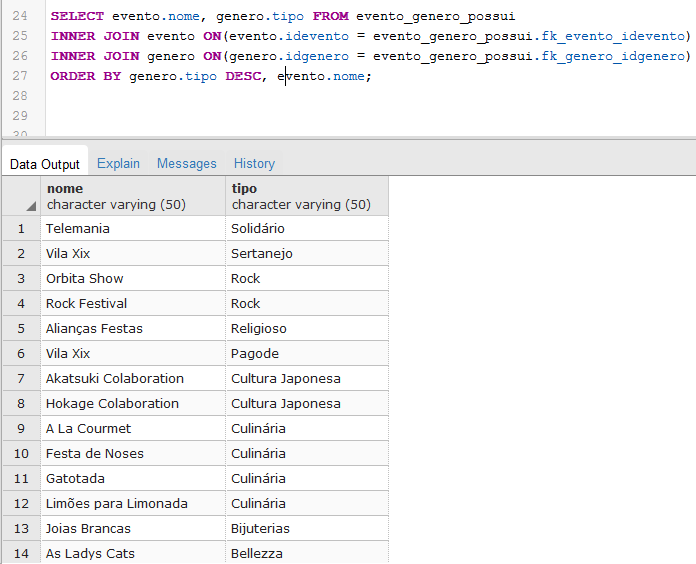 24 SELECT evento.nome, genero.tipo FROM evento_genero_possui
25 INNER JOIN evento ON(evento.idevento = evento_genero_possui.fk_evento_idevento)
26 INNER JOIN genero ON(genero.idgenero = evento_genero_possui.fk_genero_idgenero)
27 ORDER BY genero.tipo DESC, evento.nome;
28
29
30
Data Output Explain Messages History
nome tipo
character varying (50) character varying (50)
1 Telemania Solidário
2 Vila Xix Sertanejo
3 Orbita Show Rock
4 Rock Festival Rock
5 Alianças Festas Religioso
6 Vila Xix Pagode
7 Akatsuki Colaboration Cultura Japonesa
8 Hokage Colaboration Cultura Japonesa
9 A La Courmet Culinária
10 Festa de Noses Culinária
11 Gatotada Culinária
12 Limões para Limonada Culinária
13 Joias Brancas Bijuterias
14 As Ladys Cats Bellezza